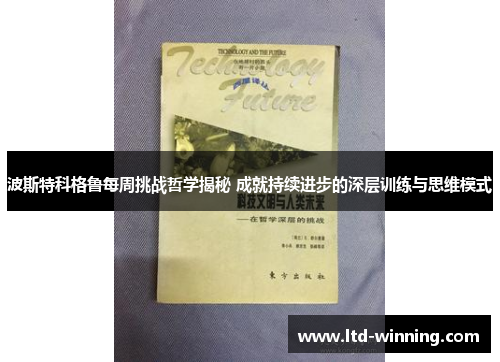 TECHNOLOGY AND THE FUTURE
Technology
Future
波斯特科格鲁每周挑战哲学揭秘 成就持续进步的深层训练与思维模式
科技文明与人类未来
——在哲学深层的挑战
东方出版社
www.ltd-winning.com